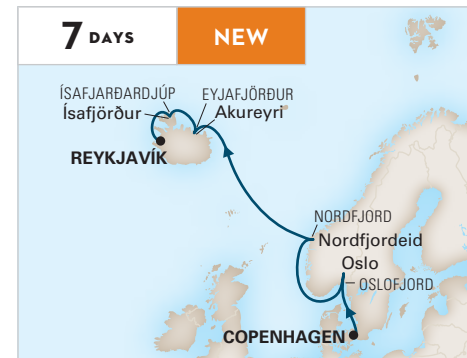 7 DAYS
NEW
ÍSAFJARÐARDJÚP
Ísafjörður
EYJAFJÖRÐUR
Akureyri
REYKJAVÍK
NORDFJORD
Nordfjordeid
Oslo
OSLOFJORD
COPENHAGEN